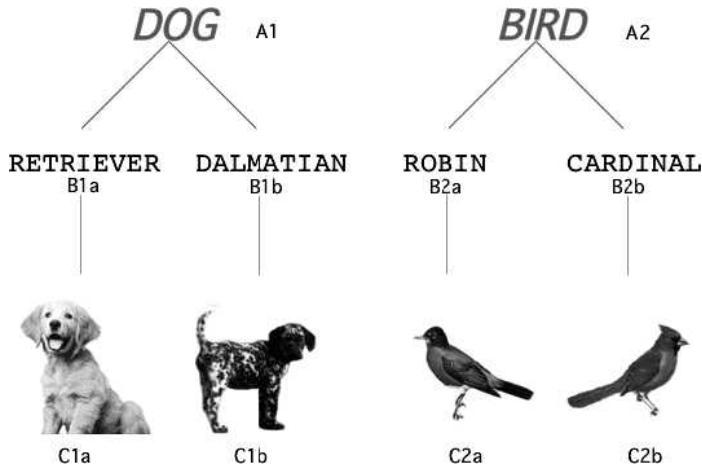 DOG A1 BIRD A2
RETRIEVER DALMATIAN ROBIN CARDINAL
B1a B1b B2a B2b
C1a C1b C2a C2b